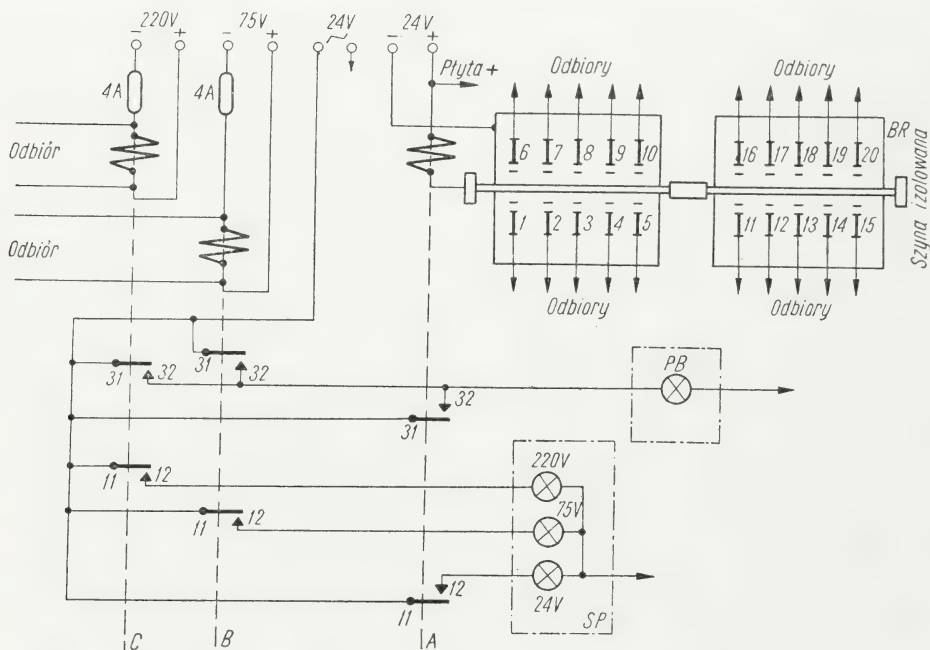 220V 75V 24V 24V
- + - + - +
4A 4A Płyta + Odbiory Odbiory
BR
6 7 8 9 10 16 17 18 19 20
Odbiór
1 2 3 4 5 11 12 13 14 15
Szyna izolowana
Odbiór
Odbiory Odbiory
31 32 31 32 PB
32
31
220V
11 12
75V
11 12
12
11 24V SP
C B A